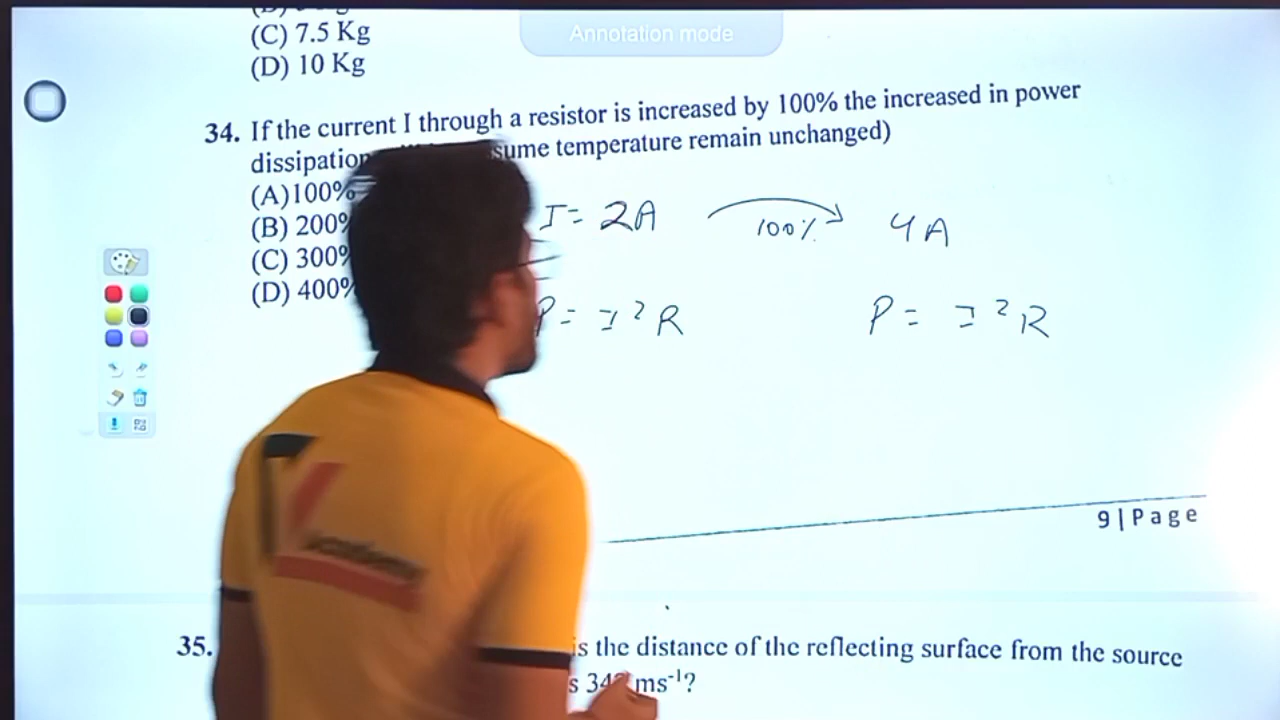 (C) 7.5 Kg
Annotation mode
(D) 10 Kg
34. If the current I through a resistor is increased by 100% the increased in power
dissipation sume temperature remain unchanged)
(A)100%
(B) 200%
(C) 300%
(D) 400%
I = 2A 100% 4A
P = I²R P = I²R
9|Page
35. is the distance of the reflecting surface from the source
ms⁻¹?